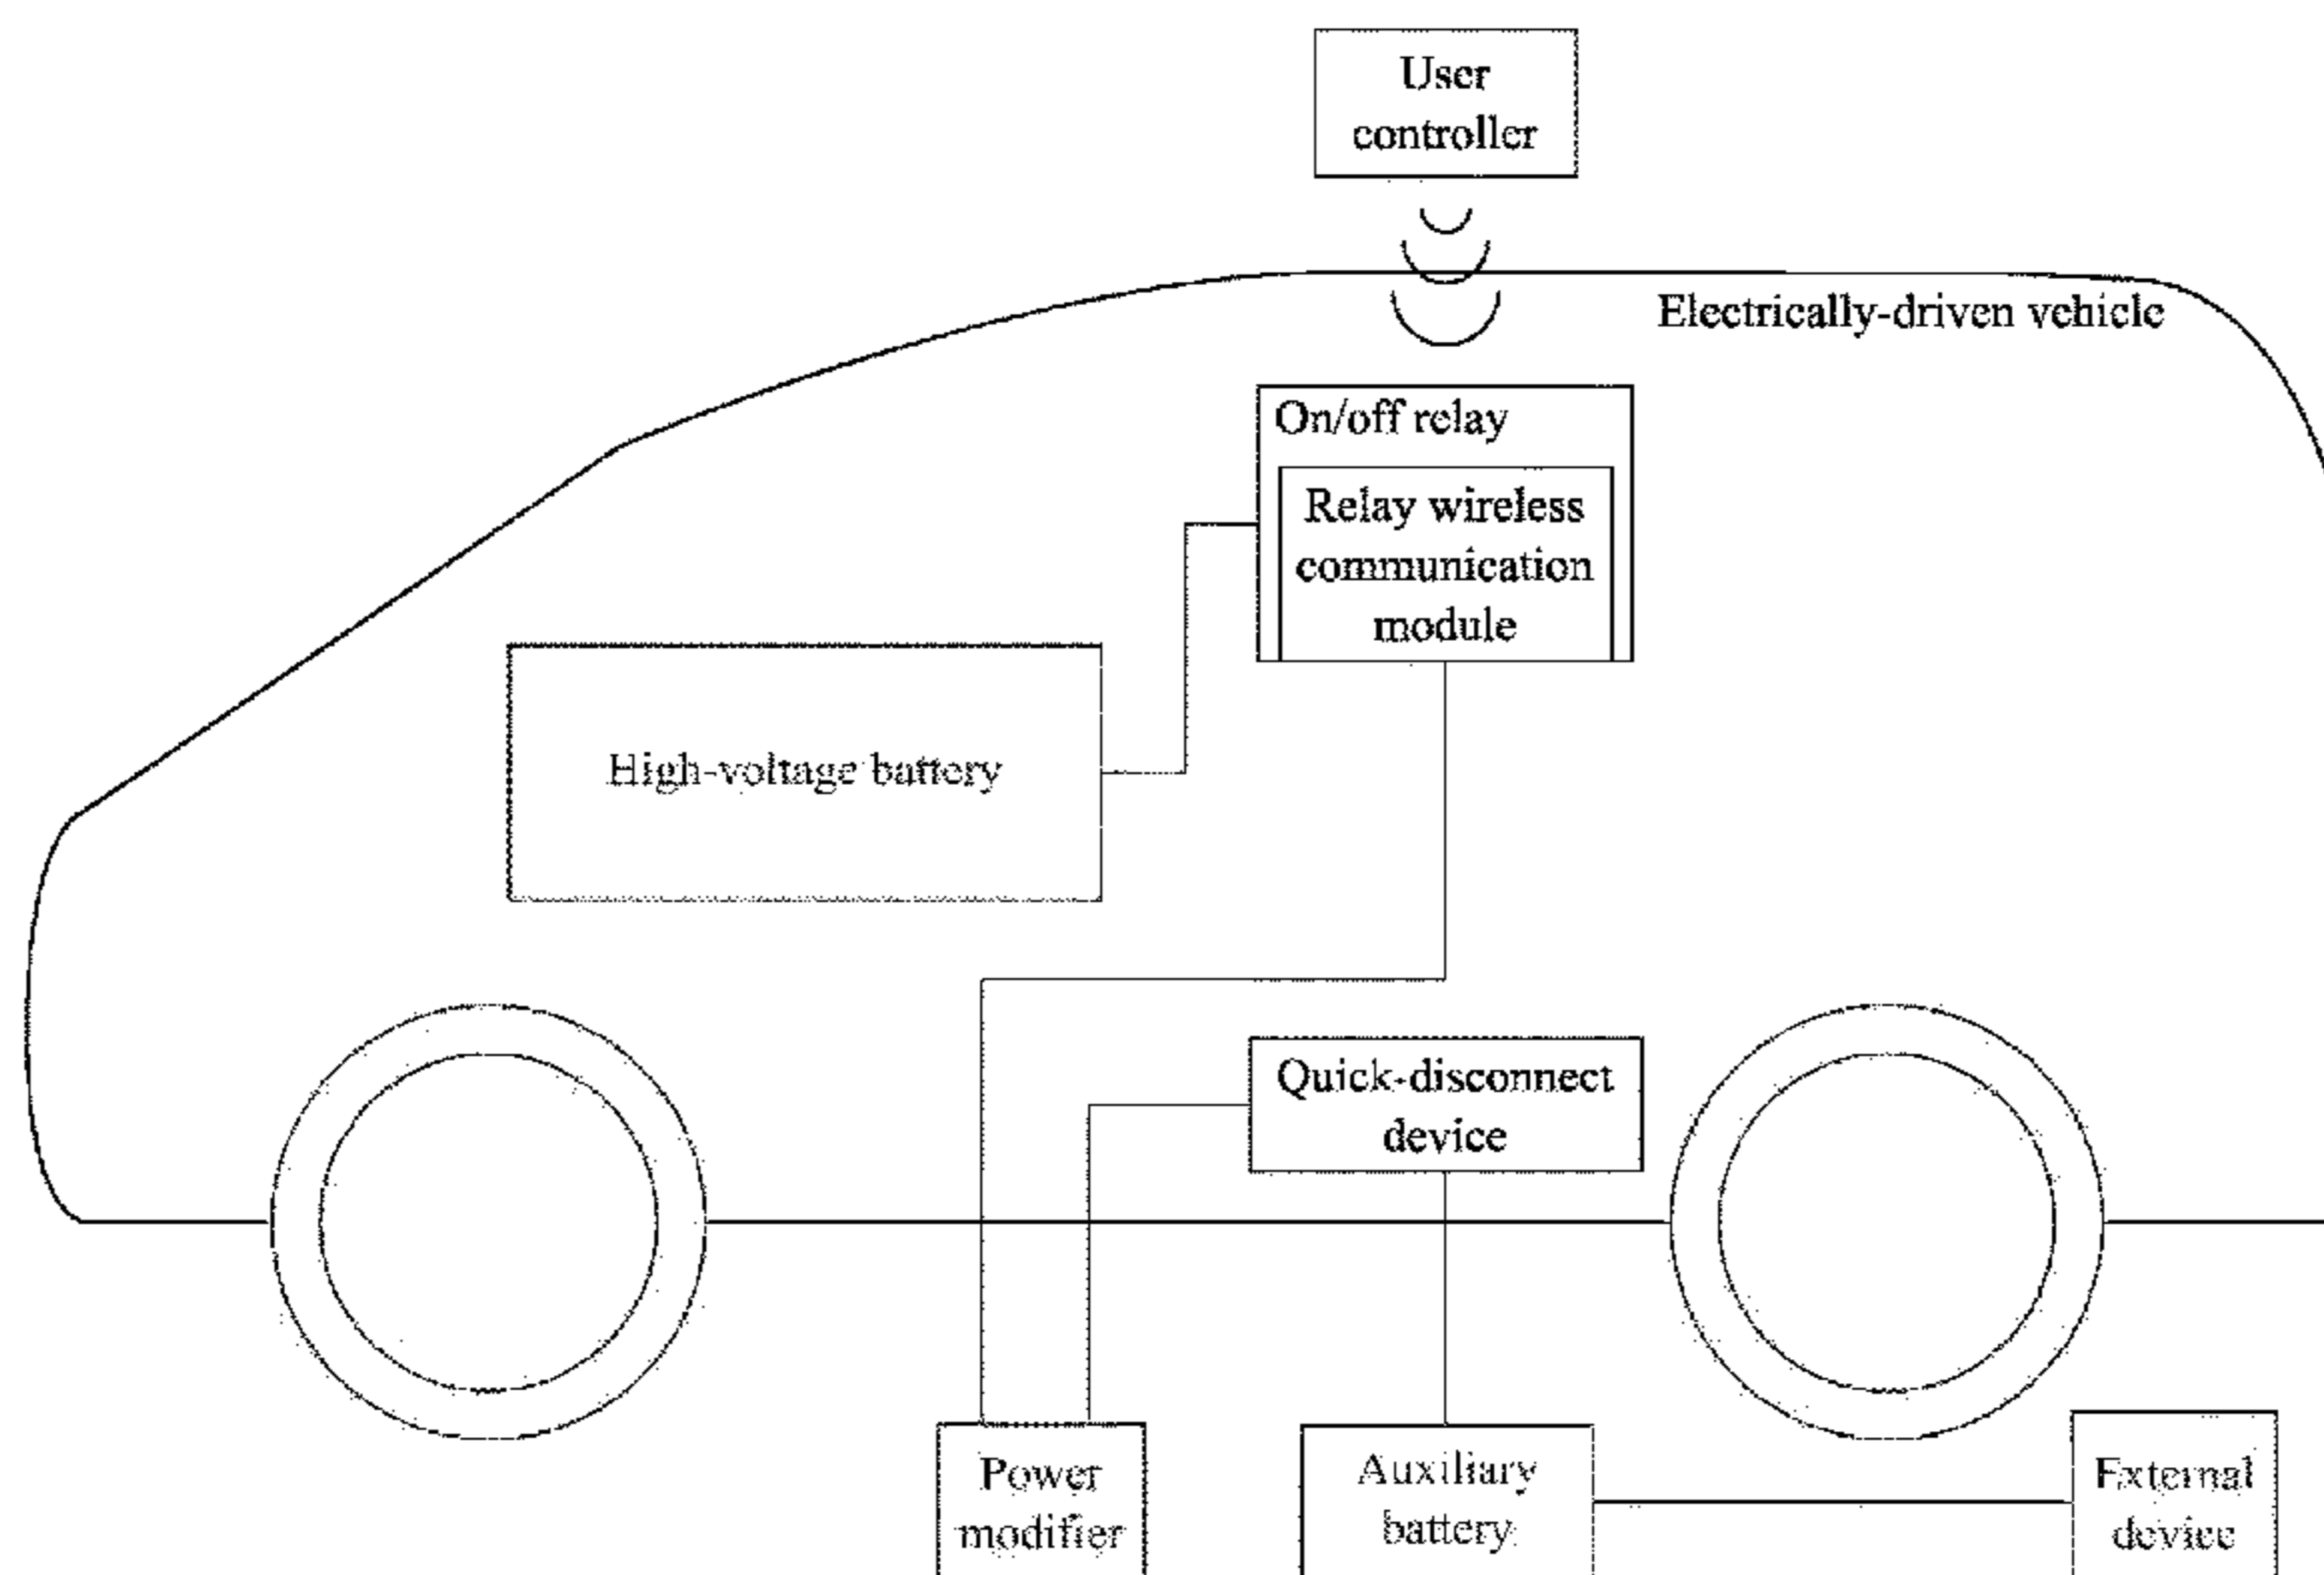 User
controller
Electrically-driven vehicle
On/off relay
Relay wireless
communication
module
High-voltage battery
Quick-disconnect
device
Power
modifier
Auxiliary
battery
External
device